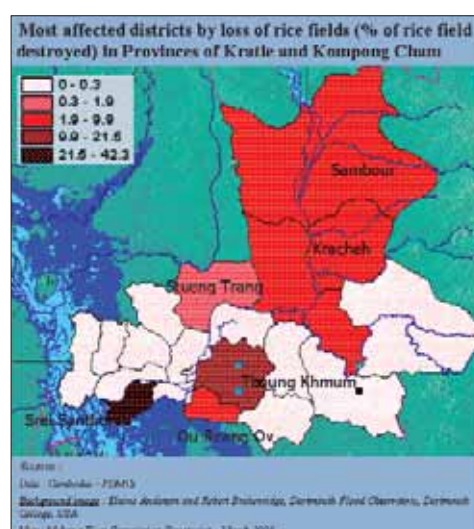 Most affected districts by loss of rice fields (% of rice field
destroyed) in Provinces of Kratie and Kompong Cham
0 - 0.3
0.3 - 1.9
1.9 - 9.9
9.9 - 21.5
21.5 - 42.3
Sambour
Kracheh
Stueng Trang
Tboung Khmum
Srei Santhor
Ou Reang Ov
Sources :
Data : Cambodia -
Background image : Elaine Anderson and Robert Brakenridge, Dartmouth Flood Observatory, Dartmouth
College, USA